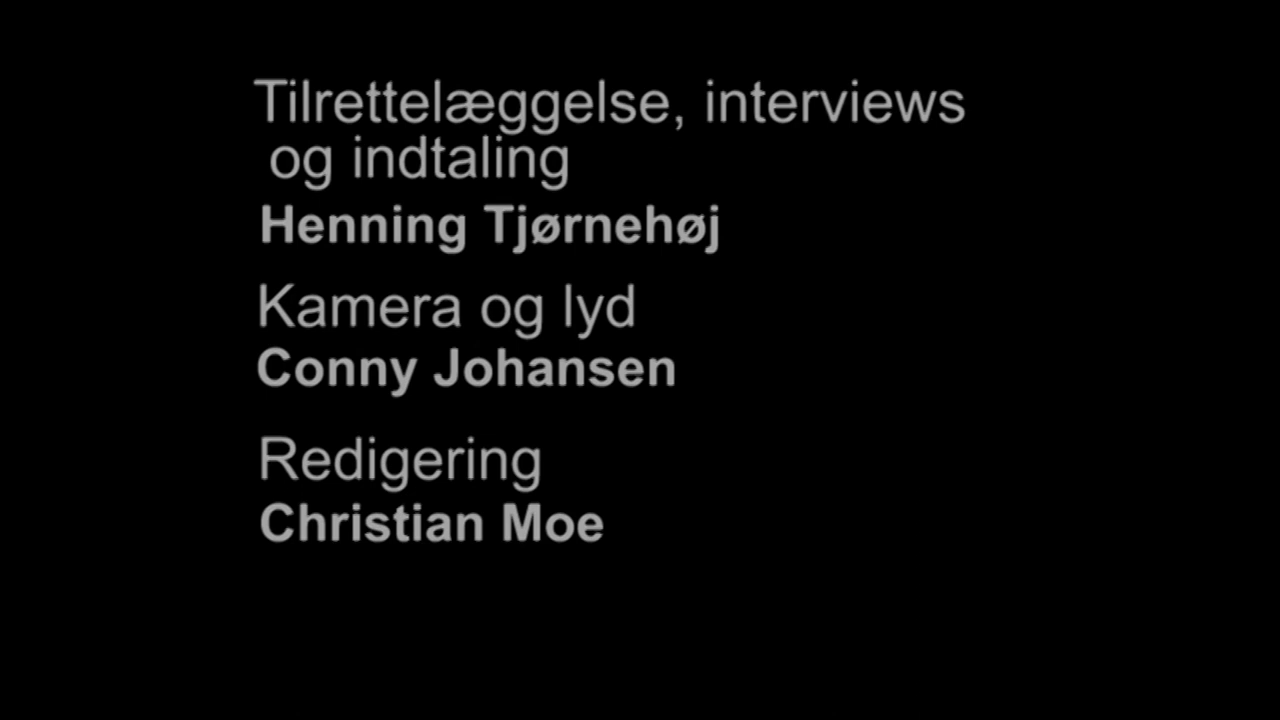 Tilrettelæggelse, interviews
og indtaling
Henning Tjørnehøj
Kamera og lyd
Conny Johansen
Redigering
Christian Moe